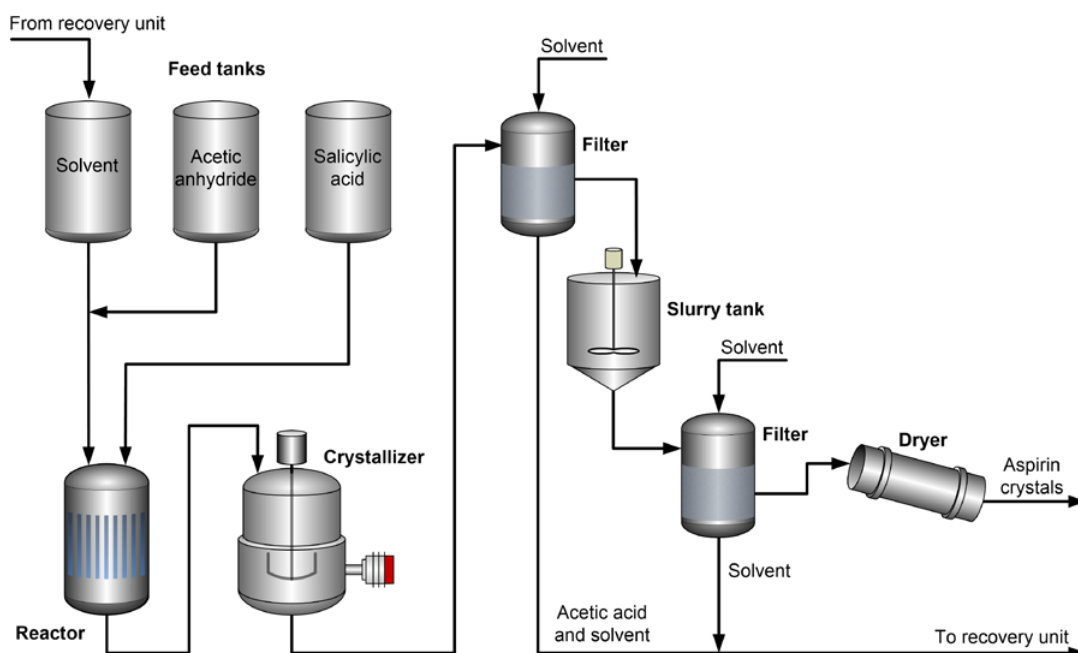 From recovery unit
Feed tanks
Solvent
Acetic
anhydride
Salicylic
acid
Solvent
Filter
Slurry tank
Solvent
Filter
Dryer
Aspirin
crystals
Crystallizer
Reactor
Solvent
Acetic acid
and solvent
To recovery unit